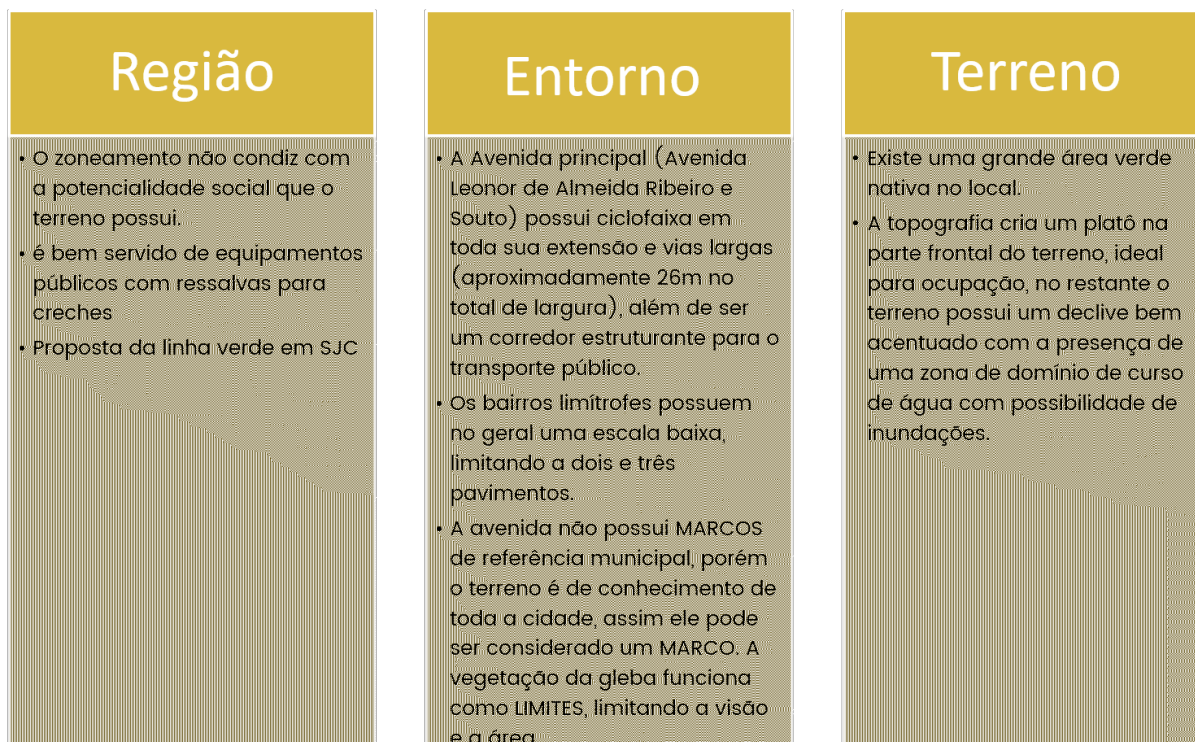 Região
• O zoneamento não condiz com
a potencialidade social que o
terreno possui.
• é bem servido de equipamentos
públicos com ressalvas para
creches
• Proposta da linha verde em SJC
Entorno
• A Avenida principal (Avenida
Leonor de Almeida Ribeiro e
Souto) possui ciclofaixa em
toda sua extensão e vias largas
(aproximadamente 26m no
total de largura), além de ser
um corredor estruturante para o
transporte público.
• Os bairros limítrofes possuem
no geral uma escala baixa,
limitando a dois e três
pavimentos.
• A avenida não possui MARCOS
de referência municipal, porém
o terreno é de conhecimento de
toda a cidade, assim ele pode
ser considerado um MARCO. A
vegetação da gleba funciona
como LIMITES, limitando a visão
e a área
Terreno
• Existe uma grande área verde
nativa no local.
• A topografia cria um platô na
parte frontal do terreno, ideal
para ocupação, no restante o
terreno possui um declive bem
acentuado com a presença de
uma zona de domínio de curso
de água com possibilidade de
inundações.